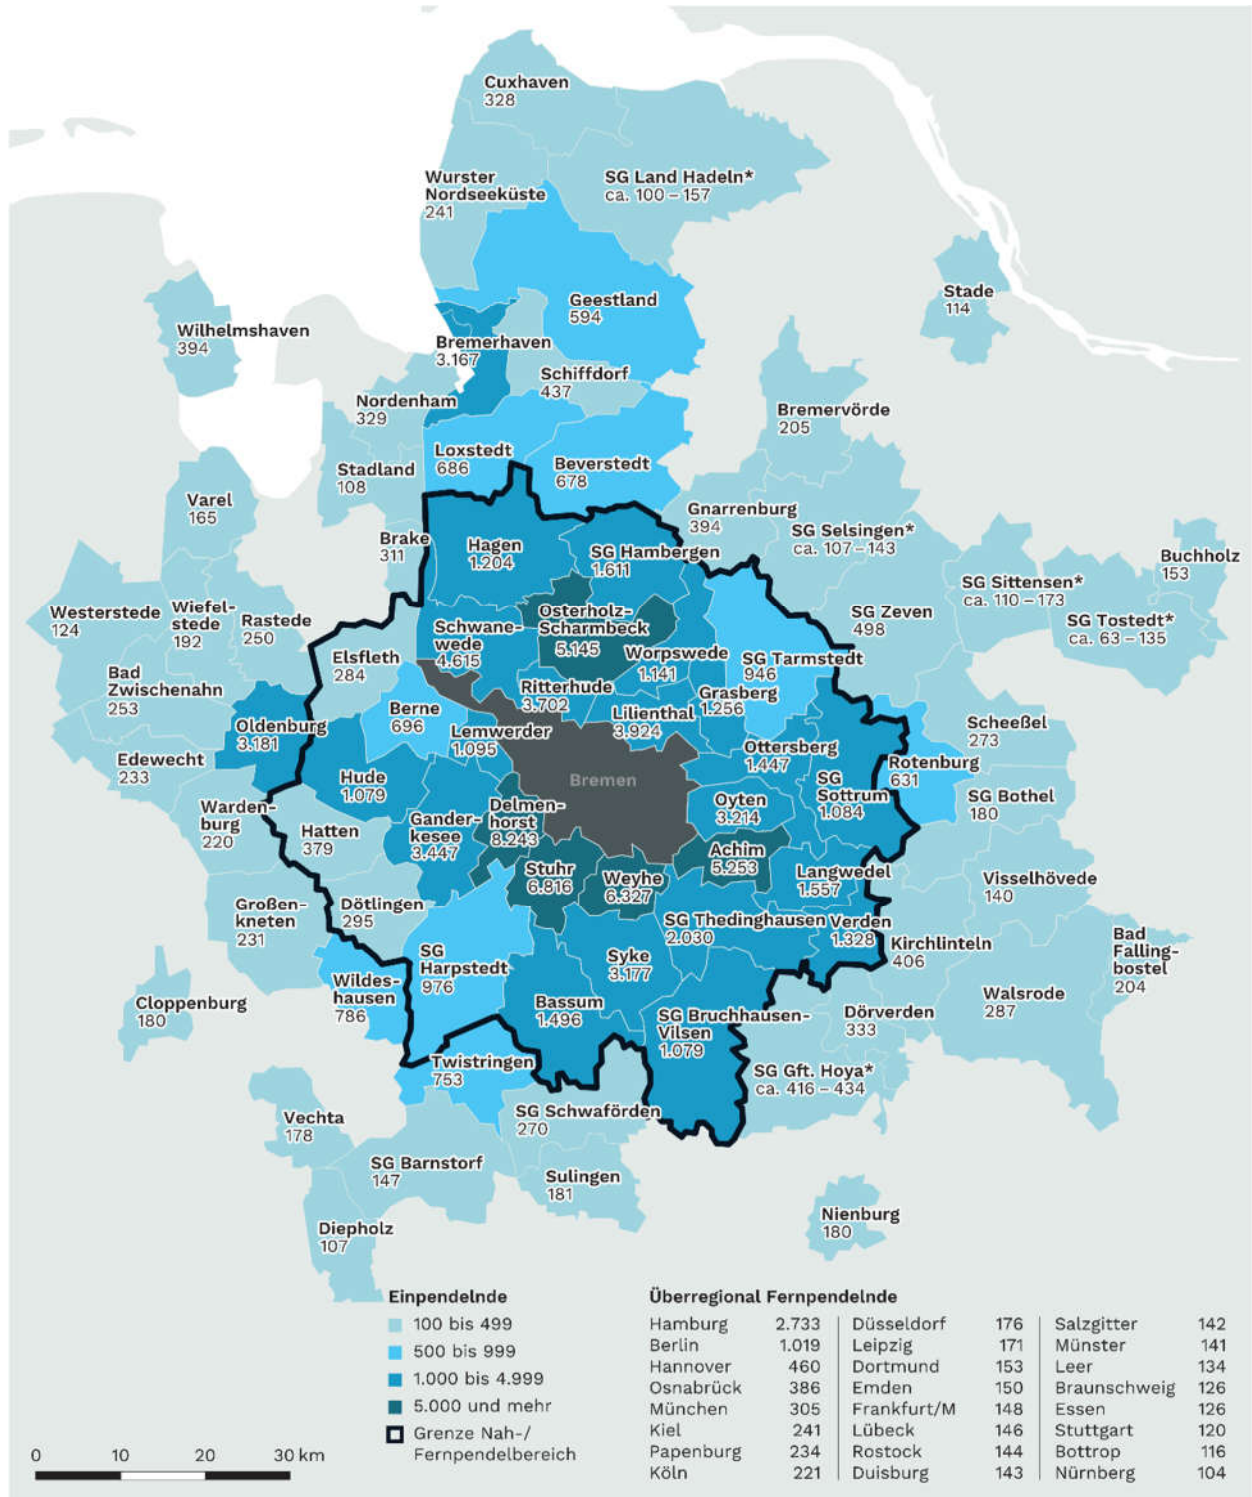 Cuxhaven
328
Wurster
Nordseeküste
241
SG Land Hadeln*
ca. 100 – 157
Stade
114
Geestland
594
Wilhelmshaven
394
Bremerhaven
3.167
Schiffdorf
437
Nordenham
329
Bremervörde
205
Loxstedt
686
Beverstedt
678
Stadland
108
Varel
165
Gnarrenburg
394
SG Selsingen*
ca. 107 – 143
Brake
311
Hagen
1.204
SG Hambergen
1.611
Buchholz
153
SG Sittensen*
ca. 110 – 173
Westerstede
124
Wiefel-
stede
192
Rastede
250
Osterholz-
Scharmbeck
5.145
SG Zeven
498
SG Tostedt*
ca. 63 – 135
Schwane-
wede
4.615
Elsfleth
284
Worpswede
1.141
SG Tarmstedt
946
Bad
Zwischenahn
253
Ritterhude
3.702
Grasberg
1.256
Berne
696
Lilienthal
3.924
Oldenburg
3.181
Lemwerder
1.095
Scheeßel
273
Edewecht
233
Ottersberg
1.447
Rotenburg
631
Hude
1.079
Bremen
SG
Sottrum
1.084
SG Bothel
180
Warden-
burg
220
Hatten
379
Delmen-
horst
8.243
Oyten
3.214
Gander-
kesee
3.447
Achim
5.253
Stuhr
6.816
Weyhe
6.327
Langwedel
1.557
Visselhövede
140
Großen-
kneten
231
Dötlingen
295
SG Thedinghausen
2.030
Verden
1.328
Kirchlinteln
406
Bad
Falling-
bostel
204
SG
Harpstedt
976
Syke
3.177
Wildes-
hausen
786
Cloppenburg
180
Bassum
1.496
SG Bruchhausen-
Vilsen
1.079
Dörverden
333
Walsrode
287
Twistringen
753
SG Gft. Hoya*
ca. 416 – 434
Vechta
178
SG Schwaförden
270
SG Barnstorf
147
Sulingen
181
Diepholz
107
Nienburg
180
Einpendelnde
100 bis 499
500 bis 999
1.000 bis 4.999
5.000 und mehr
Grenze Nah-/
Fernpendelbereich
0 10 20 30 km
Überregional Fernpendelnde
Hamburg 2.733 Düsseldorf 176 Salzgitter 142
Berlin 1.019 Leipzig 171 Münster 141
Hannover 460 Dortmund 153 Leer 134
Osnabrück 386 Emden 150 Braunschweig 126
München 305 Frankfurt/M 148 Essen 126
Kiel 241 Lübeck 146 Stuttgart 120
Papenburg 234 Rostock 144 Bottrop 116
Köln 221 Duisburg 143 Nürnberg 104